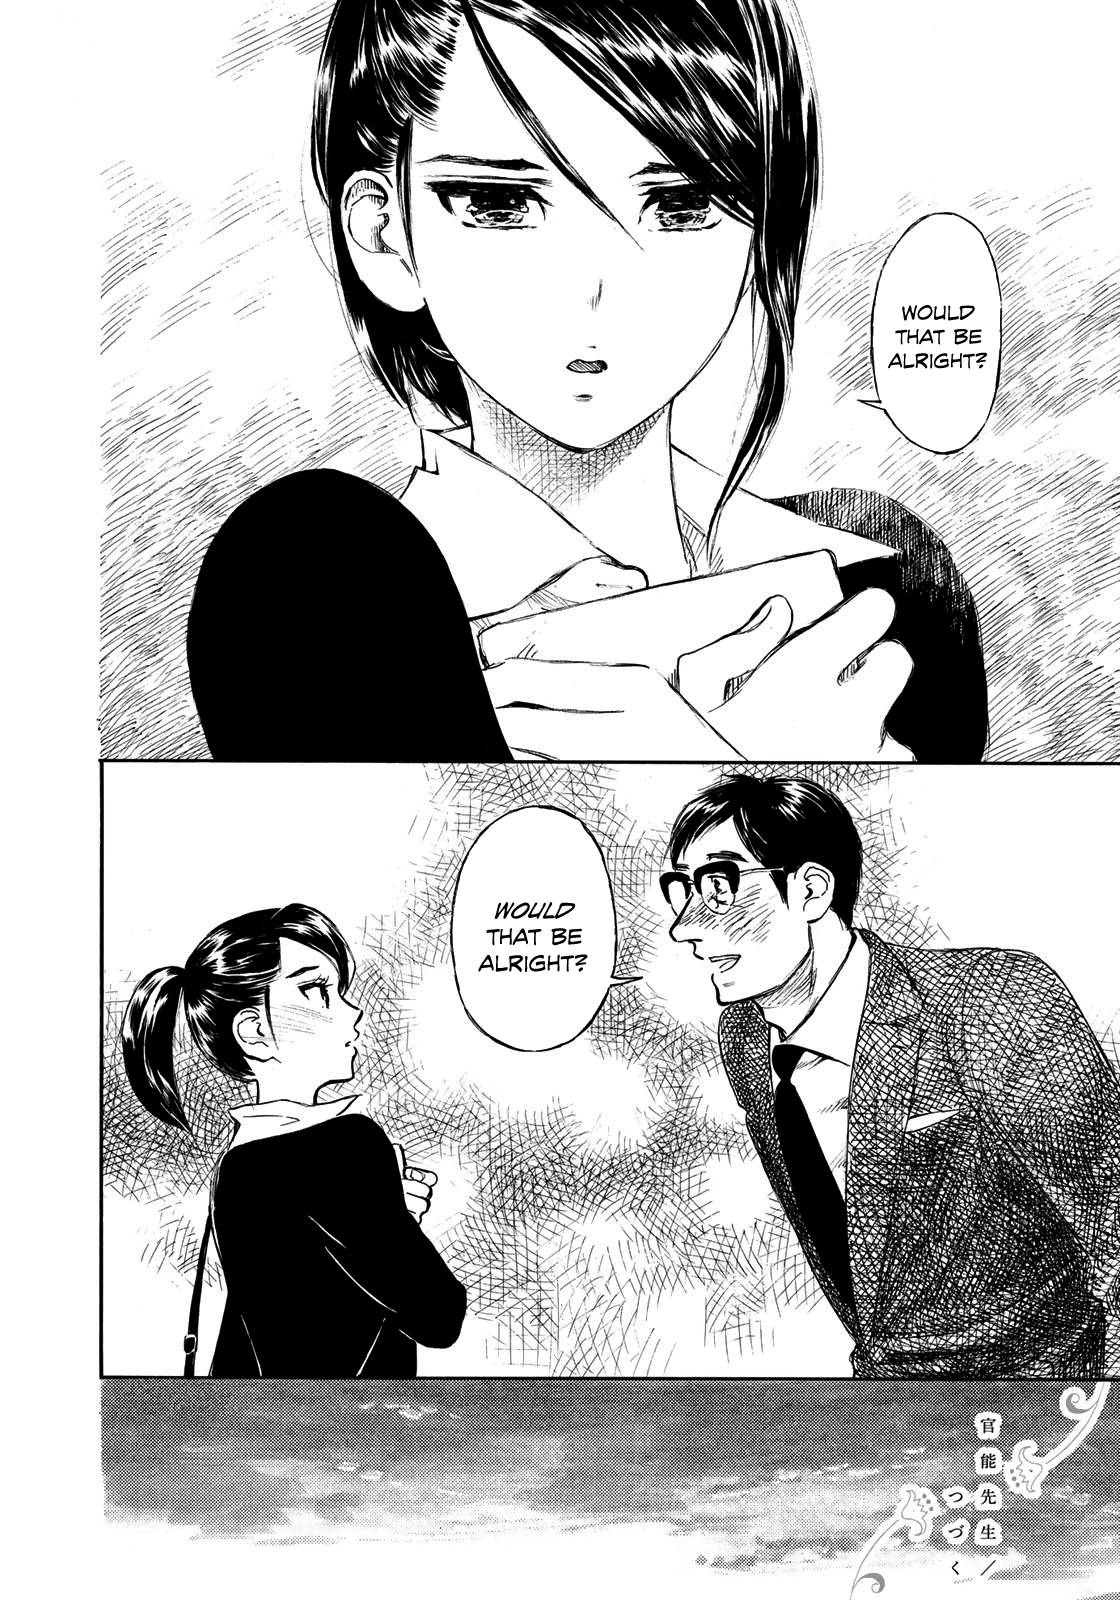 WOULD
THAT BE
ALRIGHT?
WOULD
THAT BE
ALRIGHT?
官能先生/
つづく